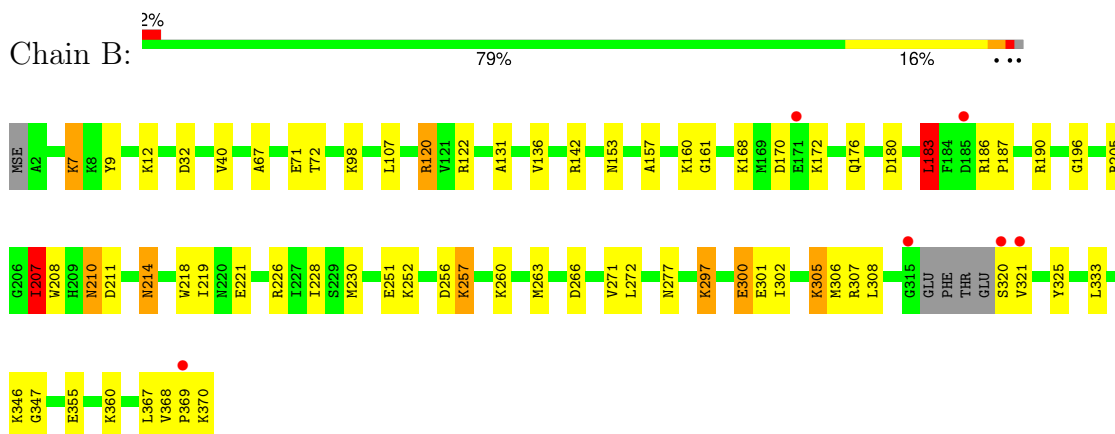 2%
Chain B:
79% 16% • ••
MSE A2 K7 K8 Y9 K12 D32 V40 A67 E71 T72 K98 L107 R120 V121 R122 A131 V136 R142 N153 A157 K160 G161 K168 M169 D170 E171 K172 Q176 D180 L183 F184 D185 R186 P187 R190 G196
G206 I207 W208 H209 N210 D211 N214 W218 I219 N220 E221 R226 I227 I228 S229 M230 E251 K252 D256 K257 K260 M263 D266 V271 L272 N277 K297 E300 E301 I302 K305 M306 R307 L308 G315 GLU PHE THR GLU S320 V321 Y325 L333
K346 G347 E355 K360 L367 V368 P369 K370